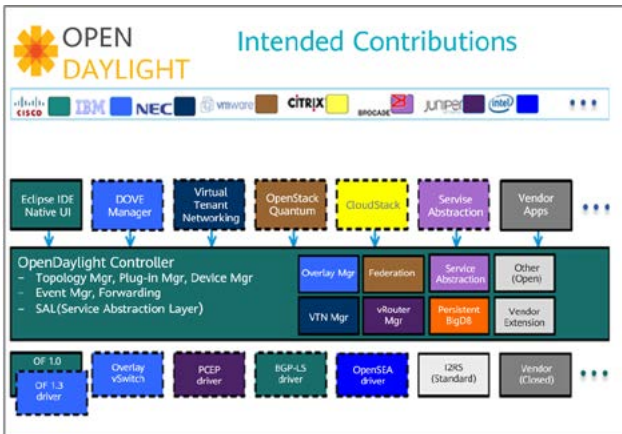 OPEN
DAYLIGHT
Intended Contributions
CISCO
IBM
NEC
vmware
CİTRIX
BROCADE
JUNIPER
intel
Eclipse IDE
Native UI
DOVE
Manager
Virtual
Tenant
Networking
OpenStack
Quantum
CloudStack
Servise
Abstraction
Vendor
Apps
OpenDaylight Controller
- Topology Mgr, Plug-in Mgr, Device Mgr
- Event Mgr, Forwarding
- SAL(Service Abstraction Layer)
Overlay Mgr
Federation
Service
Abstraction
Other
(Open)
VTN Mgr
vRouter
Mgr
Persistent
BigDB
Vendor
Extension
OF 1.0
OF 1.3
driver
Overlay
vSwitch
PCEP
driver
BGP-LS
driver
OpenSEA
driver
I2RS
(Standard)
Vendor
(Closed)